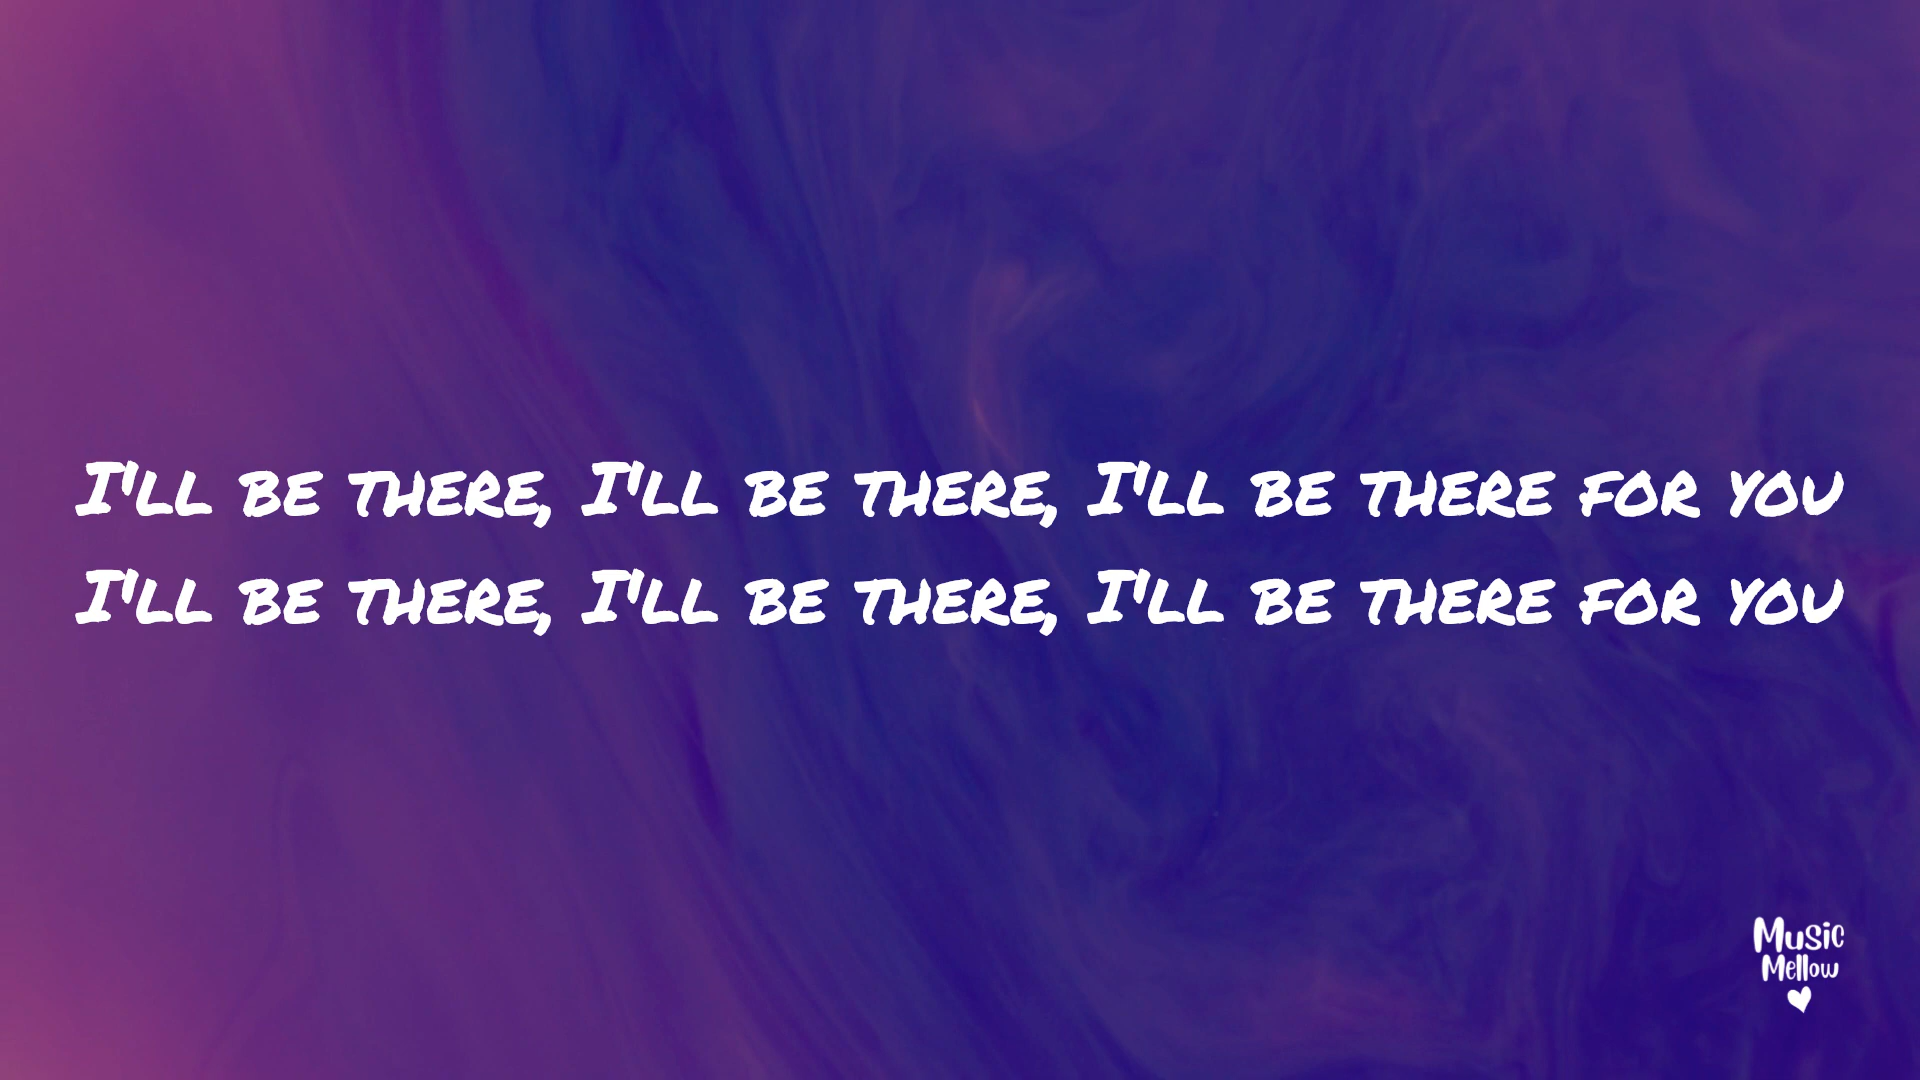 I'LL BE THERE, I'LL BE THERE, I'LL BE THERE FOR YOU
I'LL BE THERE, I'LL BE THERE, I'LL BE THERE FOR YOU
Music
Mellow